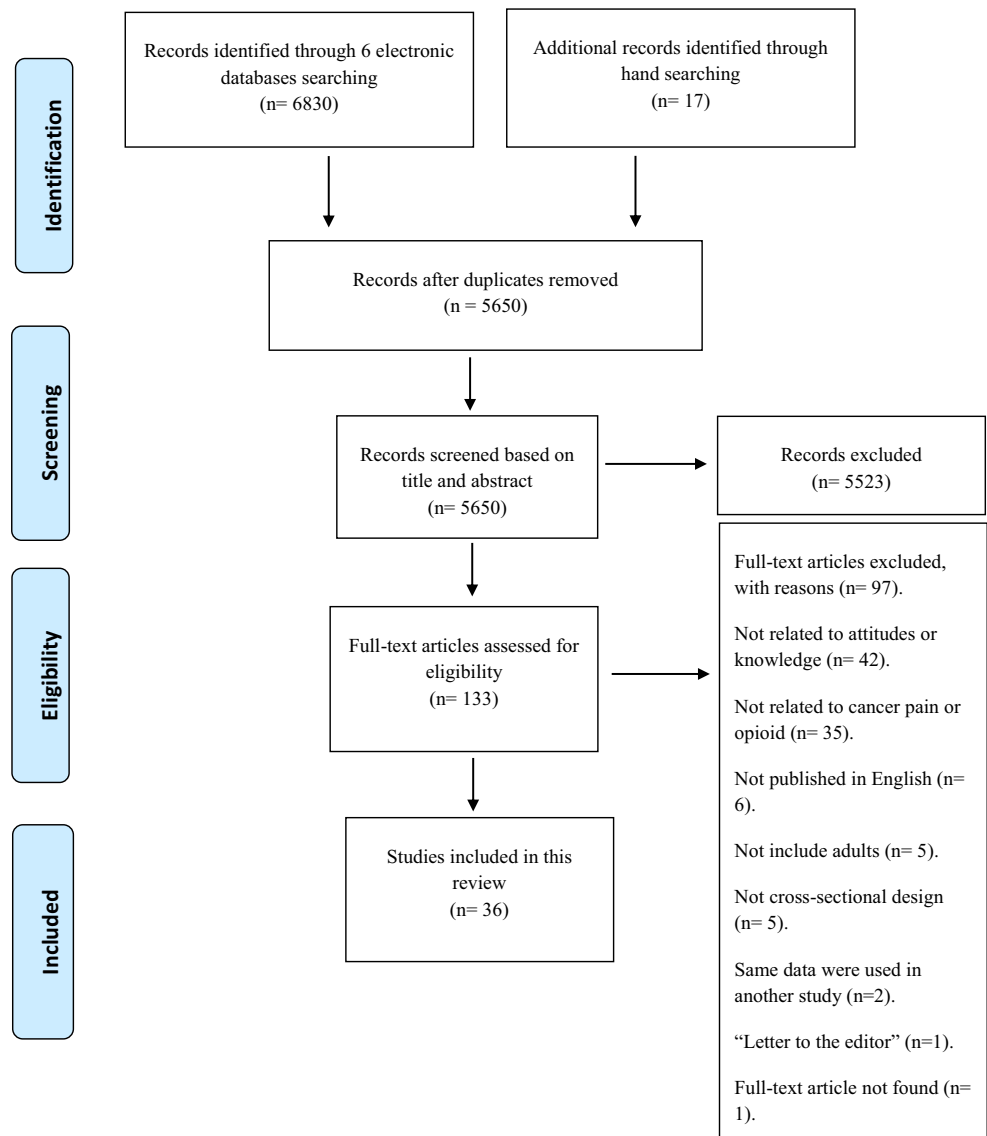 Identification
Records identified through 6 electronic
databases searching
(n= 6830)
Additional records identified through
hand searching
(n= 17)
Records after duplicates removed
(n = 5650)
Screening
Records screened based on
title and abstract
(n= 5650)
Records excluded
(n= 5523)
Eligibility
Full-text articles assessed for
eligibility
(n= 133)
Full-text articles excluded,
with reasons (n= 97).
Not related to attitudes or
knowledge (n= 42).
Not related to cancer pain or
opioid (n= 35).
Not published in English (n=
6).
Not include adults (n= 5).
Not cross-sectional design
(n= 5).
Same data were used in
another study (n=2).
“Letter to the editor” (n=1).
Full-text article not found (n=
1).
Included
Studies included in this
review
(n= 36)